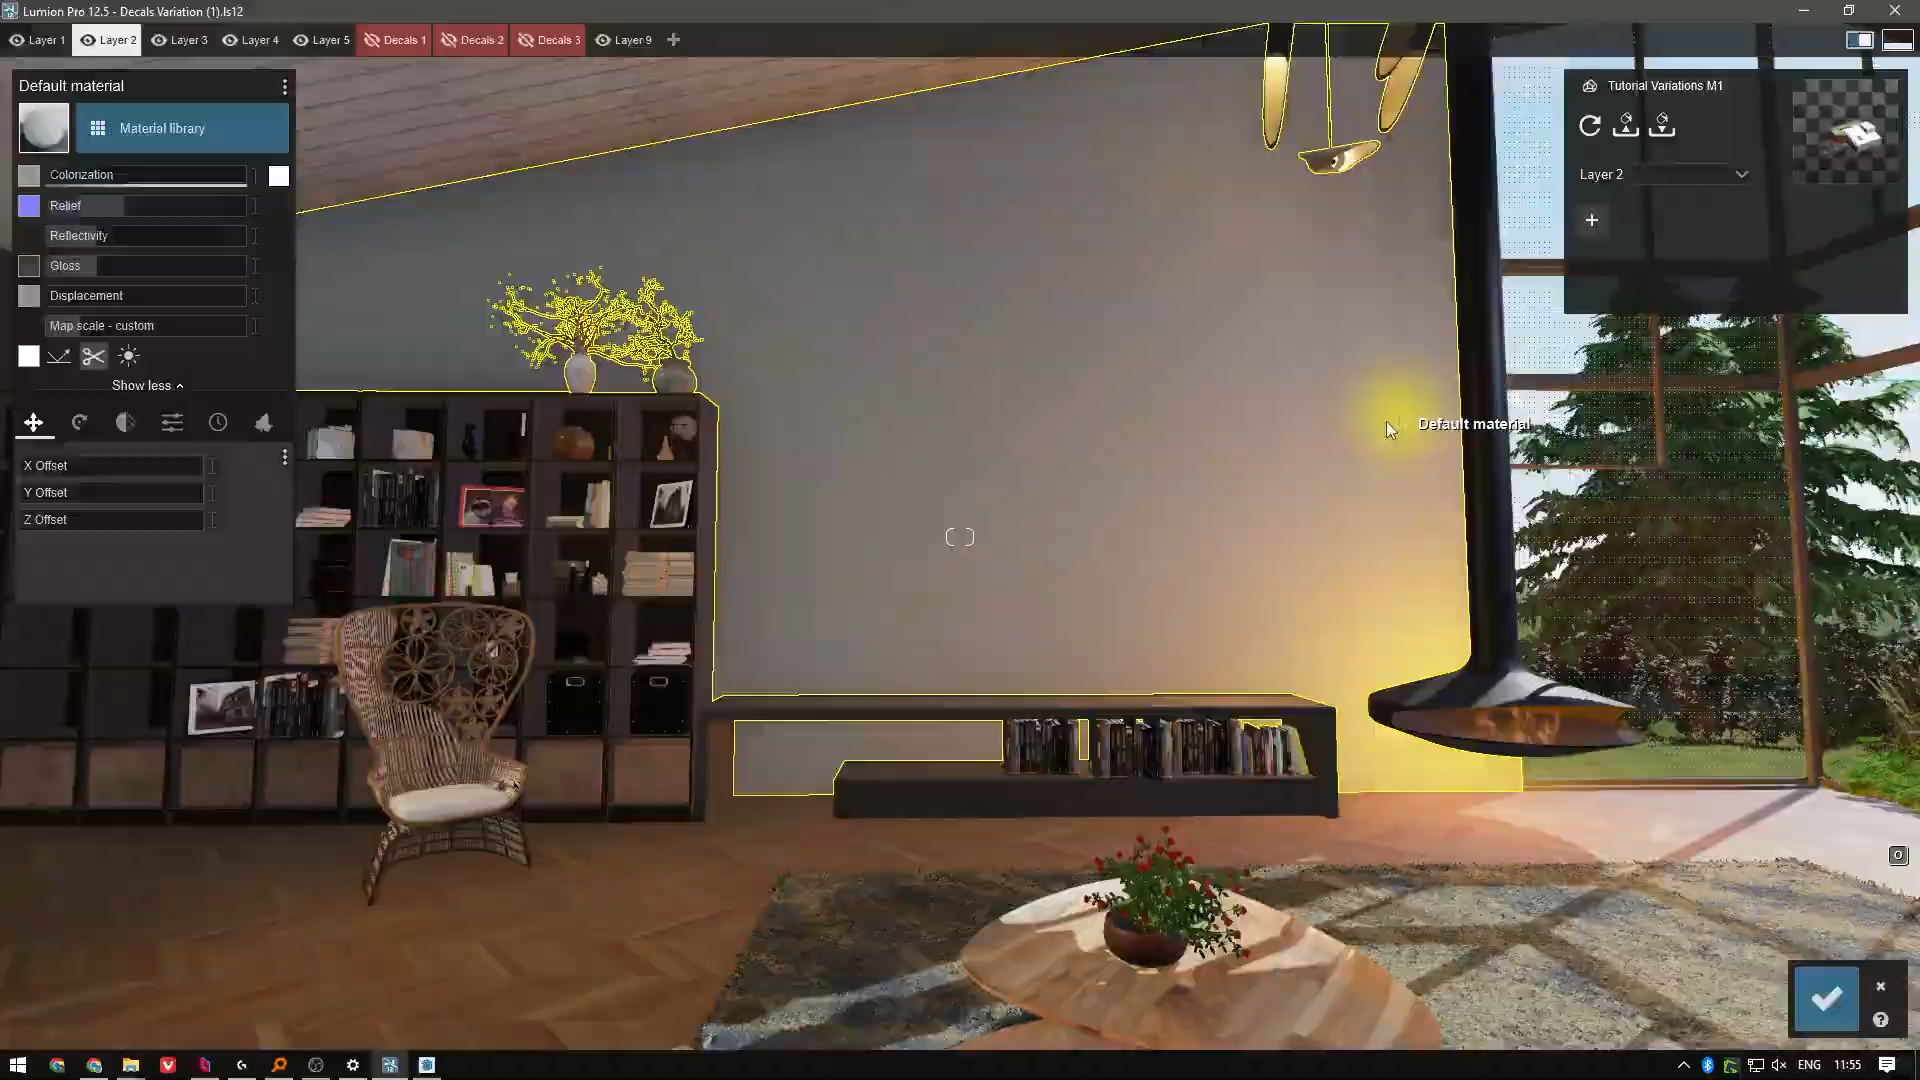 Lumion Pro 12.5 - Decals Variation (1).ls12
Layer 1
Layer 2
Layer 3
Layer 4
Layer 5
Decals 1
Decals 2
Decals 3
Layer 9
Default material
Material library
Colorization
Relief
Reflectivity
Gloss
Displacement
Map scale - custom
Show less
X Offset
Y Offset
Z Offset
Tutorial Variations M1
Layer 2
Default material
O
ENG
11:55